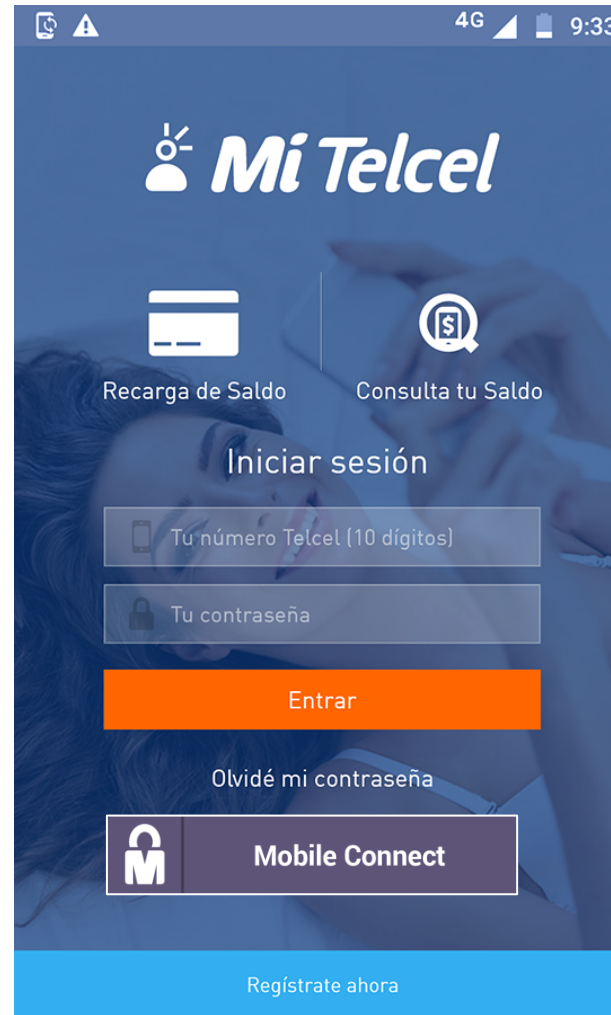 4G 9:33
Mi Telcel
Recarga de Saldo Consulta tu Saldo
Iniciar sesión
Tu número Telcel (10 dígitos)
Tu contraseña
Entrar
Olvidé mi contraseña
M Mobile Connect
Regístrate ahora